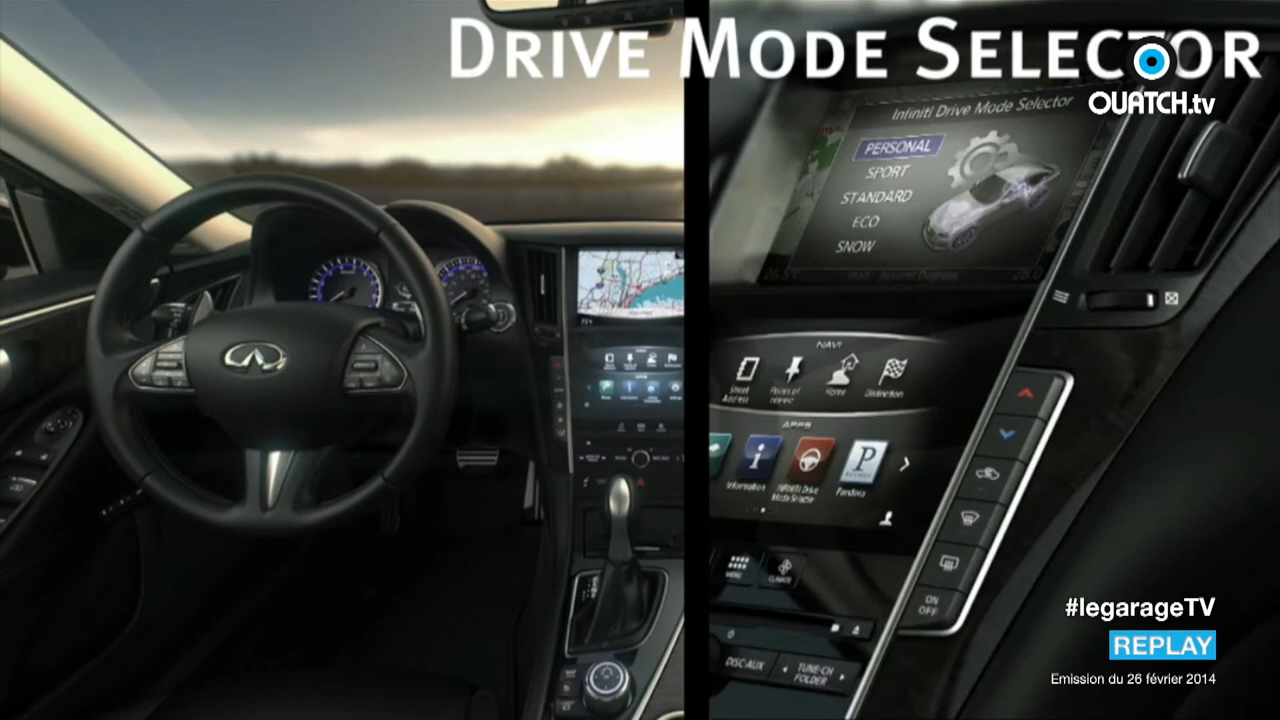 DRIVE MODE SELECTOR
OUATCH.tv
Infiniti Drive Mode Selector
PERSONAL
SPORT
STANDARD
ECO
SNOW
NAVI
Street Address
Points of Interest
Home
Destination
APPS
Information
Infiniti Drive Mode Selector
Pandora
MENU
CLIMATE
ON
OFF
DISC·AUX
TUNE·CH
FOLDER
#legarageTV
REPLAY
Emission du 26 février 2014